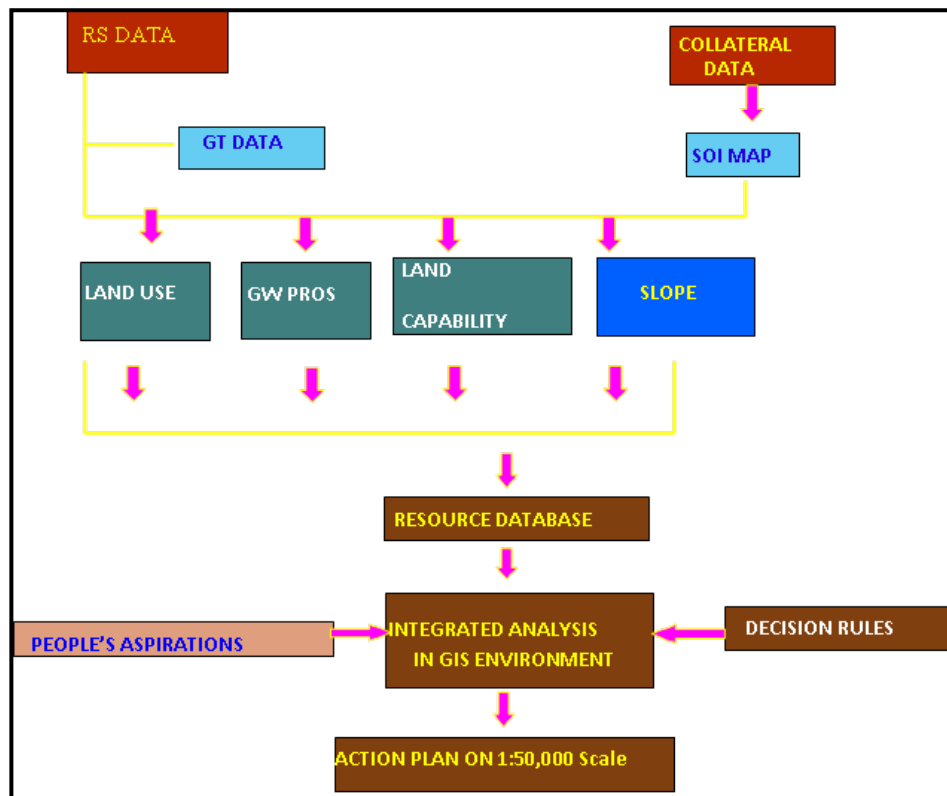 RS DATA
COLLATERAL
DATA
GT DATA
SOI MAP
LAND USE
GW PROS
LAND
CAPABILITY
SLOPE
RESOURCE DATABASE
PEOPLE'S ASPIRATIONS
INTEGRATED ANALYSIS
IN GIS ENVIRONMENT
DECISION RULES
ACTION PLAN ON 1:50,000 Scale